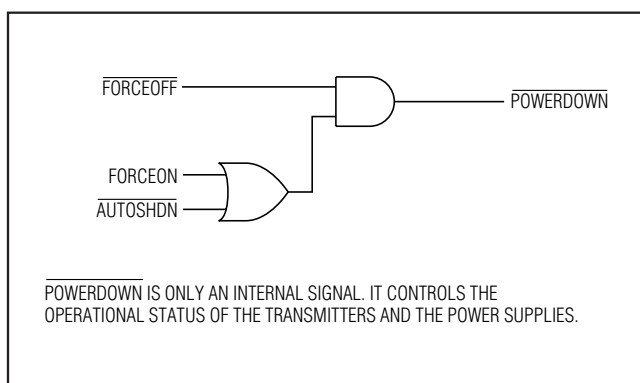 FORCEOFF
POWERDOWN
FORCEON
AUTOSHDN
POWERDOWN IS ONLY AN INTERNAL SIGNAL. IT CONTROLS THE
OPERATIONAL STATUS OF THE TRANSMITTERS AND THE POWER SUPPLIES.